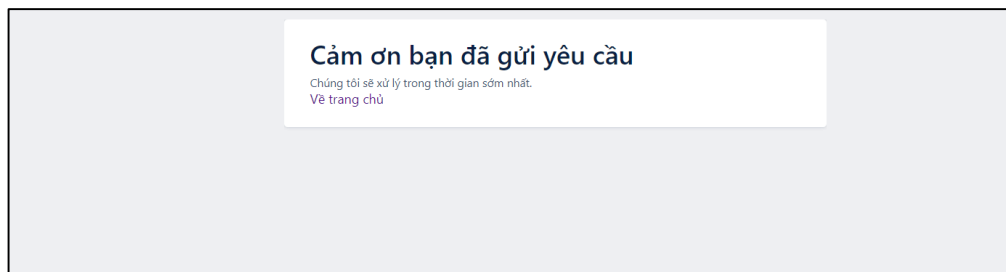 Cảm ơn bạn đã gửi yêu cầu
Chúng tôi sẽ xử lý trong thời gian sớm nhất.
Về trang chủ